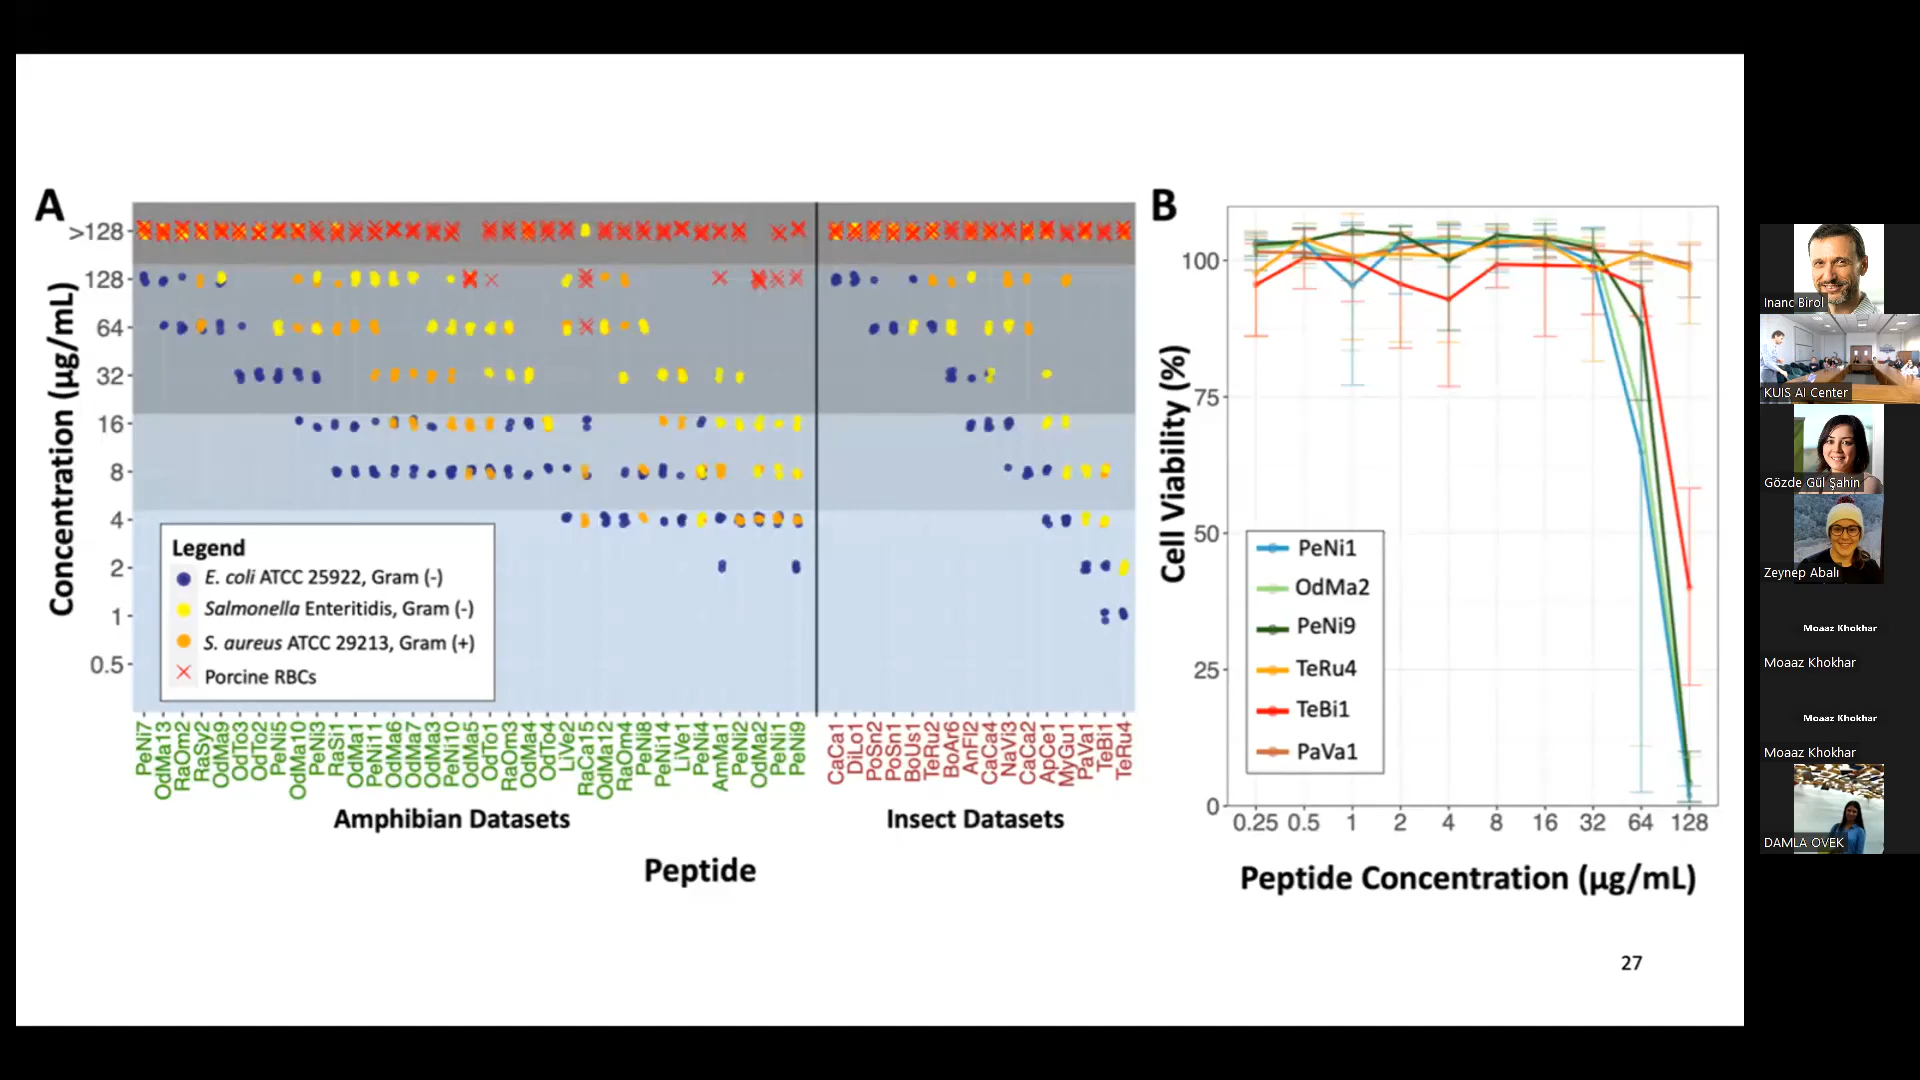 A
Concentration (µg/mL)
>128
128
64
32
16
8
4
2
1
0.5
Legend
E. coli ATCC 25922, Gram (-)
Salmonella Enteritidis, Gram (-)
S. aureus ATCC 29213, Gram (+)
Porcine RBCs
PeNi7
OdMa13
RaOm2
RaSy2
OdMa9
OdTo3
OdTo2
PeNi5
OdMa10
PeNi3
RaSi1
OdMa1
PeNi11
OdMa6
OdMa7
OdMa3
PeNi10
OdMa5
OdTo1
RaOm3
OdMa4
OdTo4
LiVe2
RaCa15
OdMa12
RaOm4
PeNi8
PeNi14
LiVe1
PeNi4
AmMa1
PeNi2
OdMa2
PeNi1
PeNi9
CaCa1
DiLo1
PoSn2
PoSn1
BoUs1
TeRu2
BoAr6
AnFl2
CaCa4
NaVi3
CaCa2
ApCe1
MyGu1
PaVa1
TeBi1
TeRu4
Amphibian Datasets
Insect Datasets
Peptide
B
Cell Viability (%)
100
75
50
25
0
PeNi1
OdMa2
PeNi9
TeRu4
TeBi1
PaVa1
0.25 0.5 1 2 4 8 16 32 64 128
Peptide Concentration (µg/mL)
27
Inanc Birol
KUIS AI Center
Gözde Gül Şahin
Zeynep Abalı
Moaaz Khokhar
Moaaz Khokhar
Moaaz Khokhar
Moaaz Khokhar
DAMLA OVEK